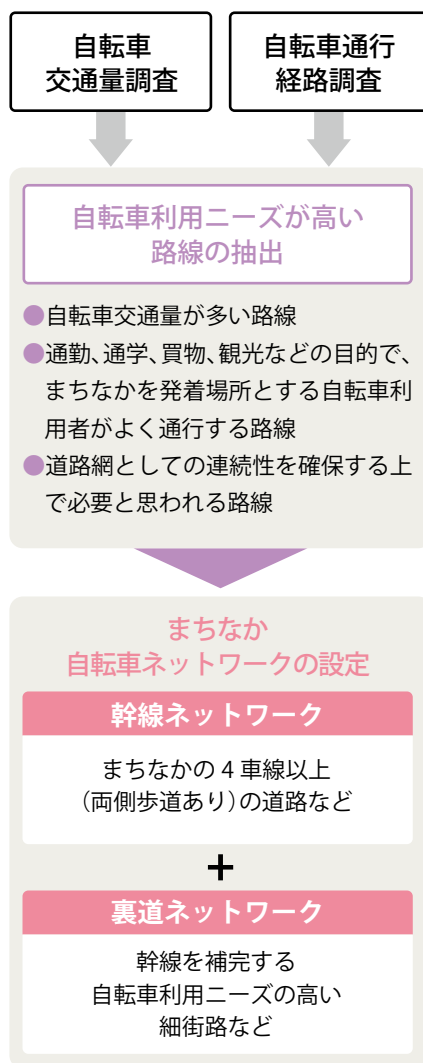 自転車
交通量調査
自転車通行
経路調査
自転車利用ニーズが高い
路線の抽出
●自転車交通量が多い路線
●通勤、通学、買物、観光などの目的で、
まちなかを発着場所とする自転車利
用者がよく通行する路線
●道路網としての連続性を確保する上
で必要と思われる路線
まちなか
自転車ネットワークの設定
幹線ネットワーク
まちなかの4車線以上
（両側歩道あり）の道路など
+
裏道ネットワーク
幹線を補完する
自転車利用ニーズの高い
細街路など